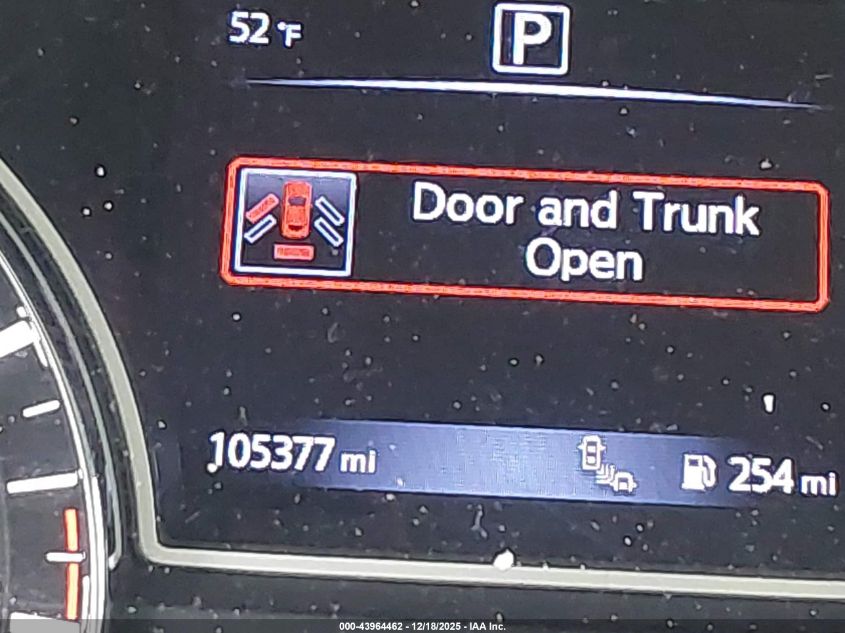 52 °F
P
Door and Trunk
Open
105377 mi
254 mi
000-43964462 - 12/18/2025 - IAA Inc.